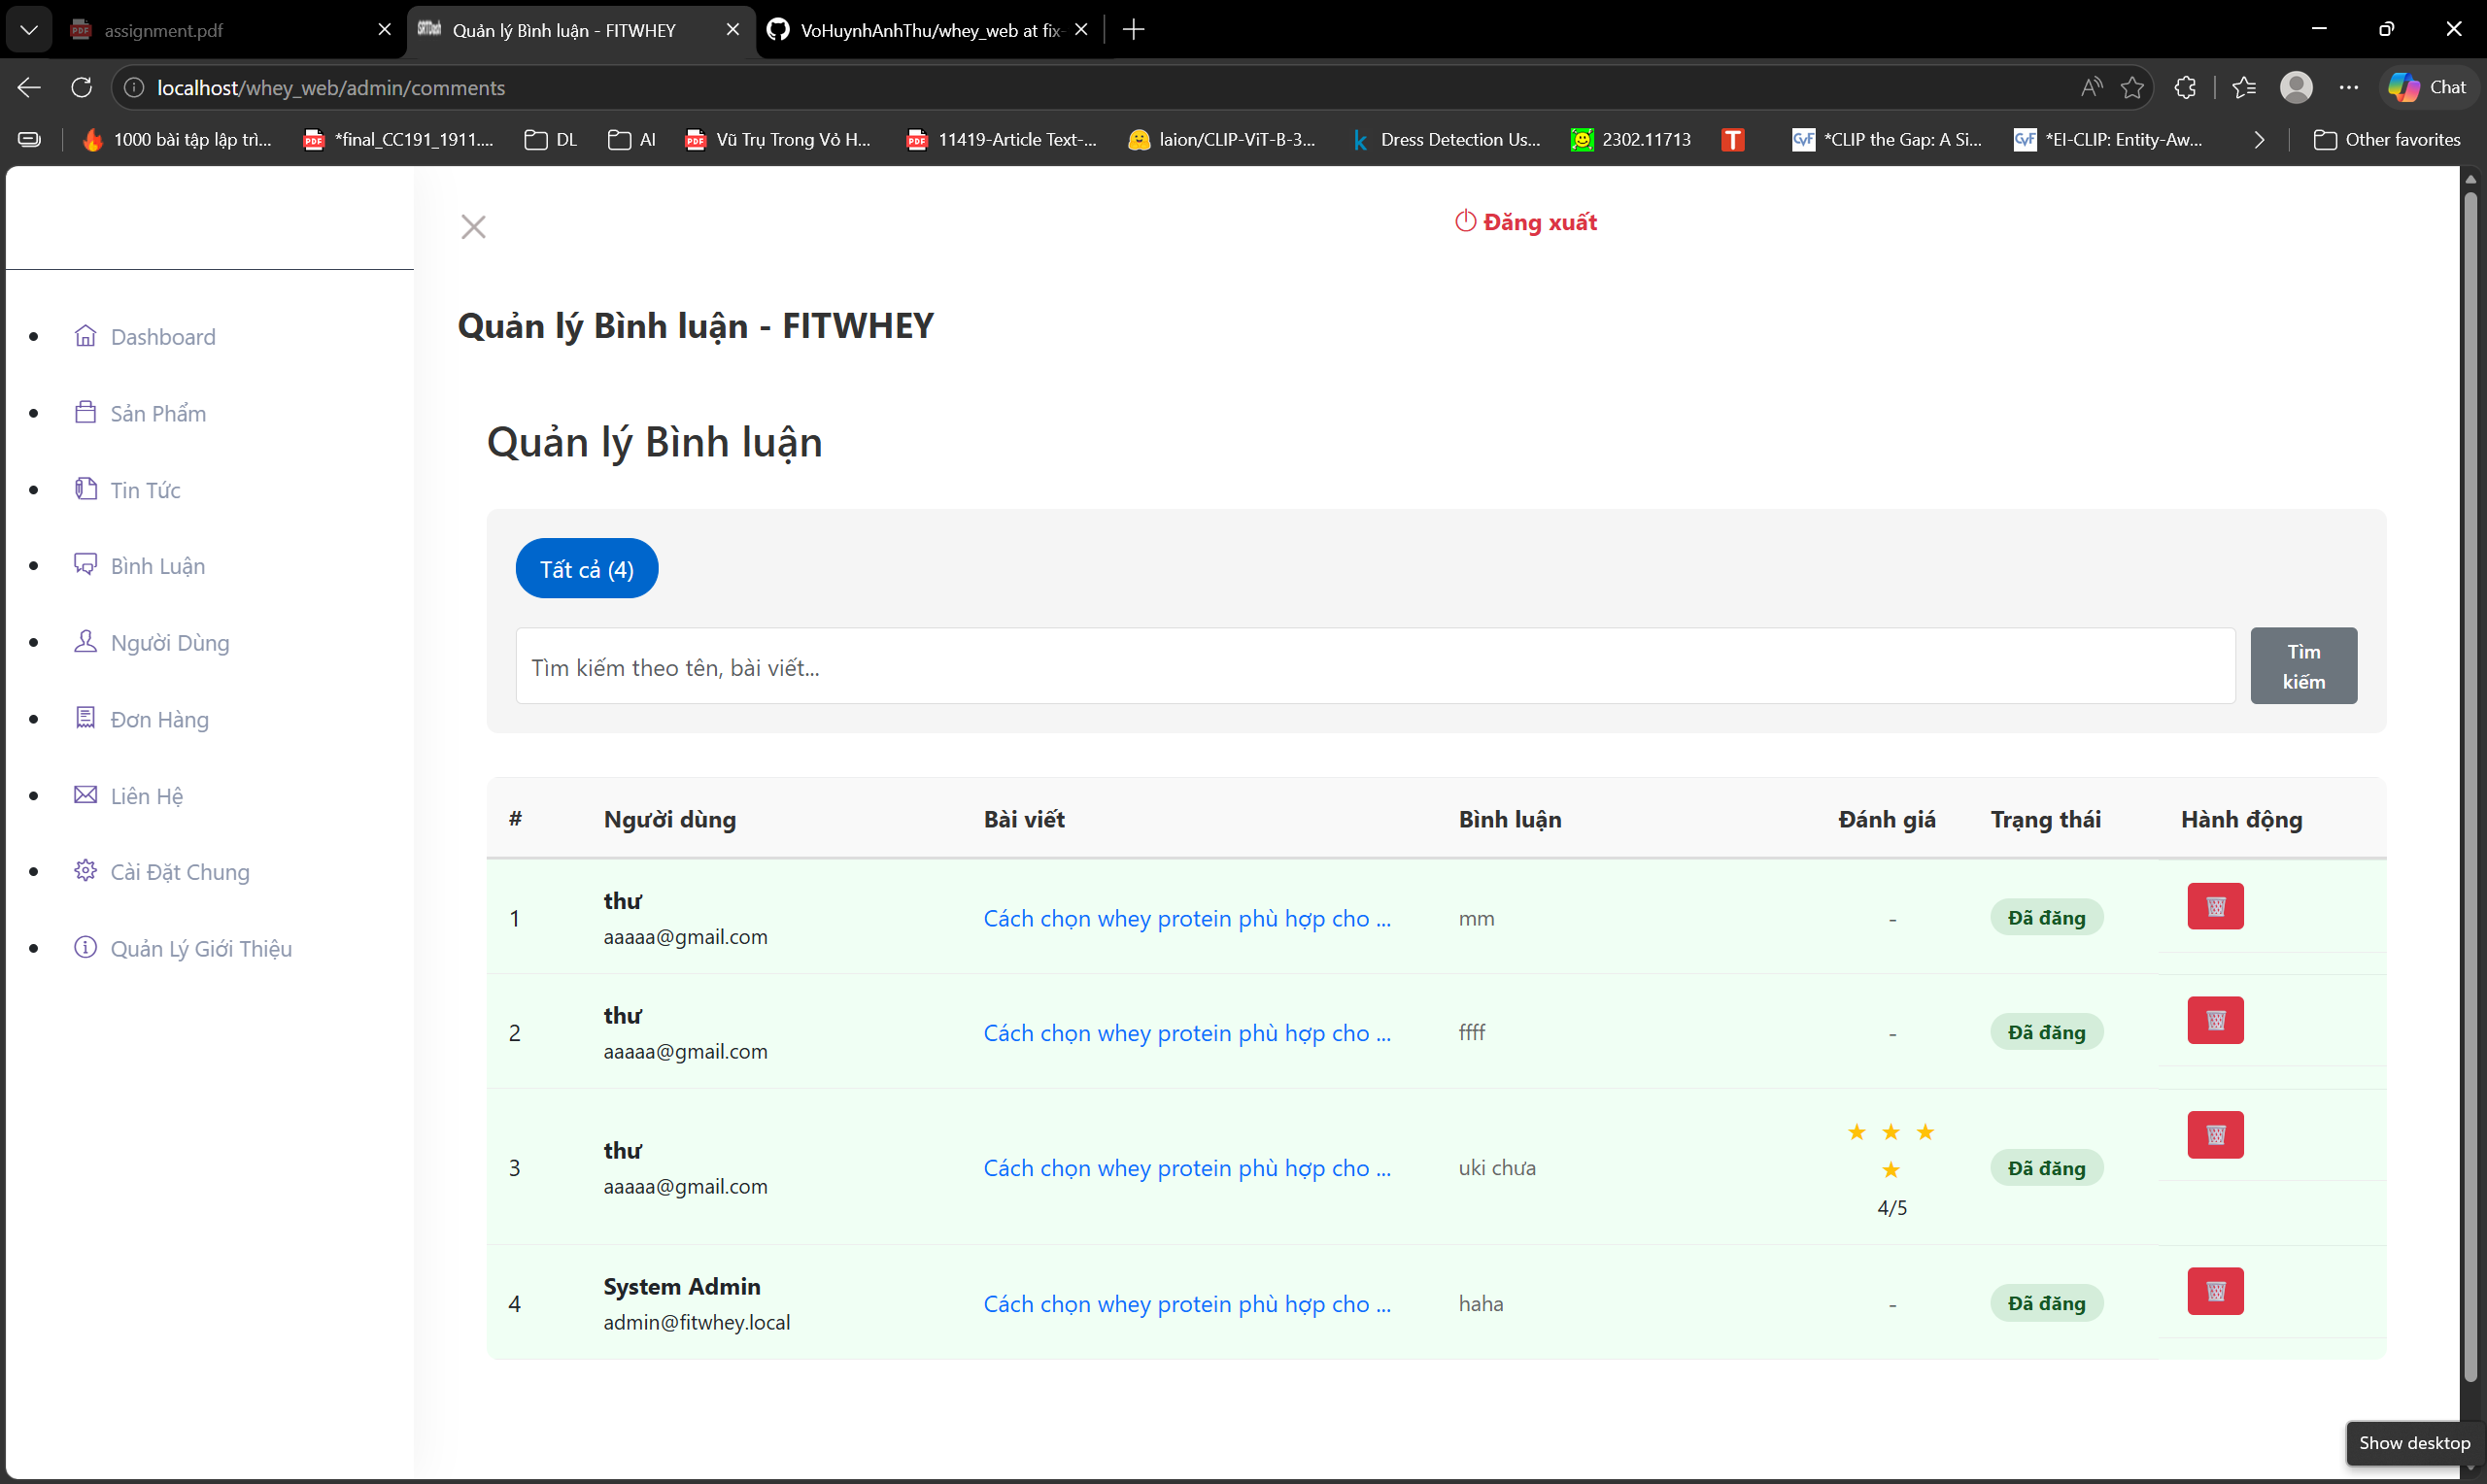 assignment.pdf
Quản lý Bình luận - FITWHEY
VoHuynhAnhThu/whey_web at fix-
localhost/whey_web/admin/comments
Chat
1000 bài tập lập trì...
*final_CC191_1911....
DL
AI
Vũ Trụ Trong Vỏ H...
11419-Article Text-...
laion/CLIP-ViT-B-3...
Dress Detection Us...
2302.11713
*CLIP the Gap: A Si...
*EI-CLIP: Entity-Aw...
Other favorites
Đăng xuất
Dashboard
Sản Phẩm
Tin Tức
Bình Luận
Người Dùng
Đơn Hàng
Liên Hệ
Cài Đặt Chung
Quản Lý Giới Thiệu
Quản lý Bình luận - FITWHEY
Quản lý Bình luận
Tất cả (4)
Tìm kiếm theo tên, bài viết...
Tìm
kiếm
# Người dùng Bài viết Bình luận Đánh giá Trạng thái Hành động
1 thư Cách chọn whey protein phù hợp cho ... mm - Đã đăng
aaaaa@gmail.com
2 thư Cách chọn whey protein phù hợp cho ... ffff - Đã đăng
aaaaa@gmail.com
3 thư Cách chọn whey protein phù hợp cho ... uki chưa ★ ★ ★ ★ Đã đăng
aaaaa@gmail.com
4/5
4 System Admin Cách chọn whey protein phù hợp cho ... haha - Đã đăng
admin@fitwhey.local
Show desktop